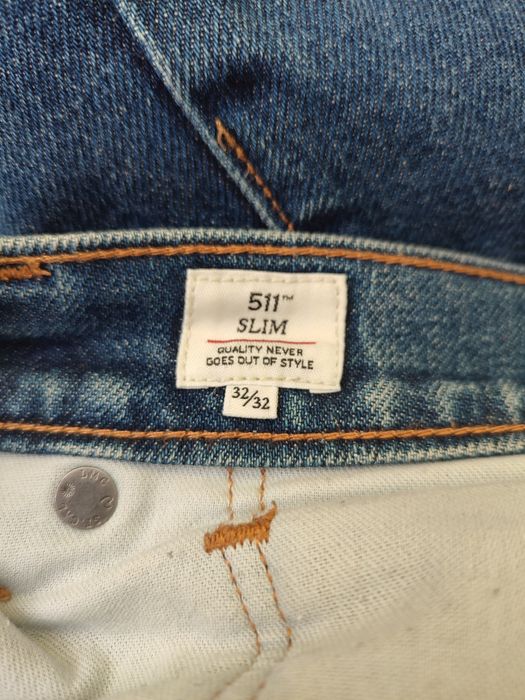 511™
SLIM
QUALITY NEVER
GOES OUT OF STYLE
32/32